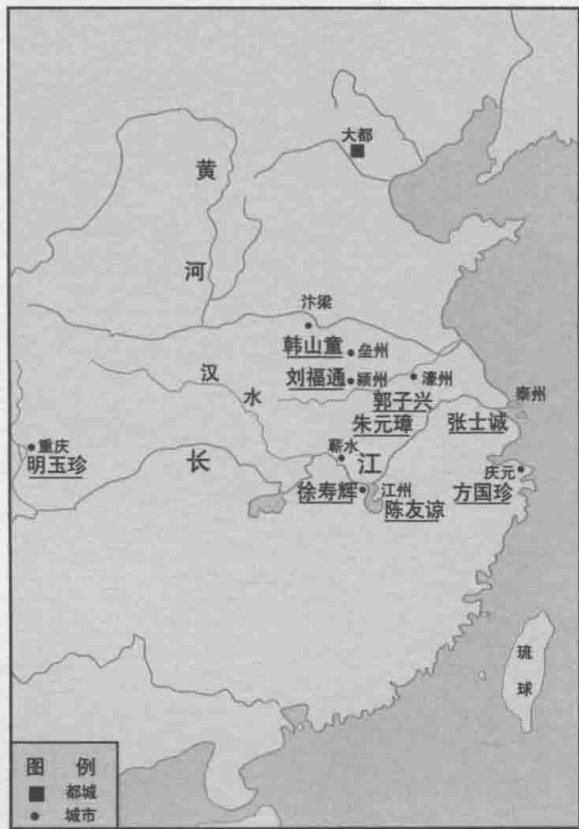 大都
黄
河
汴梁
韩山童
垒州
刘福通
颍州
濠州
郭子兴
朱元璋
泰州
张士诚
汉
水
重庆
明玉珍
长
江
蕲水
徐寿辉
江州
陈友谅
庆元
方国珍
琉
球
图 例
都城
城市